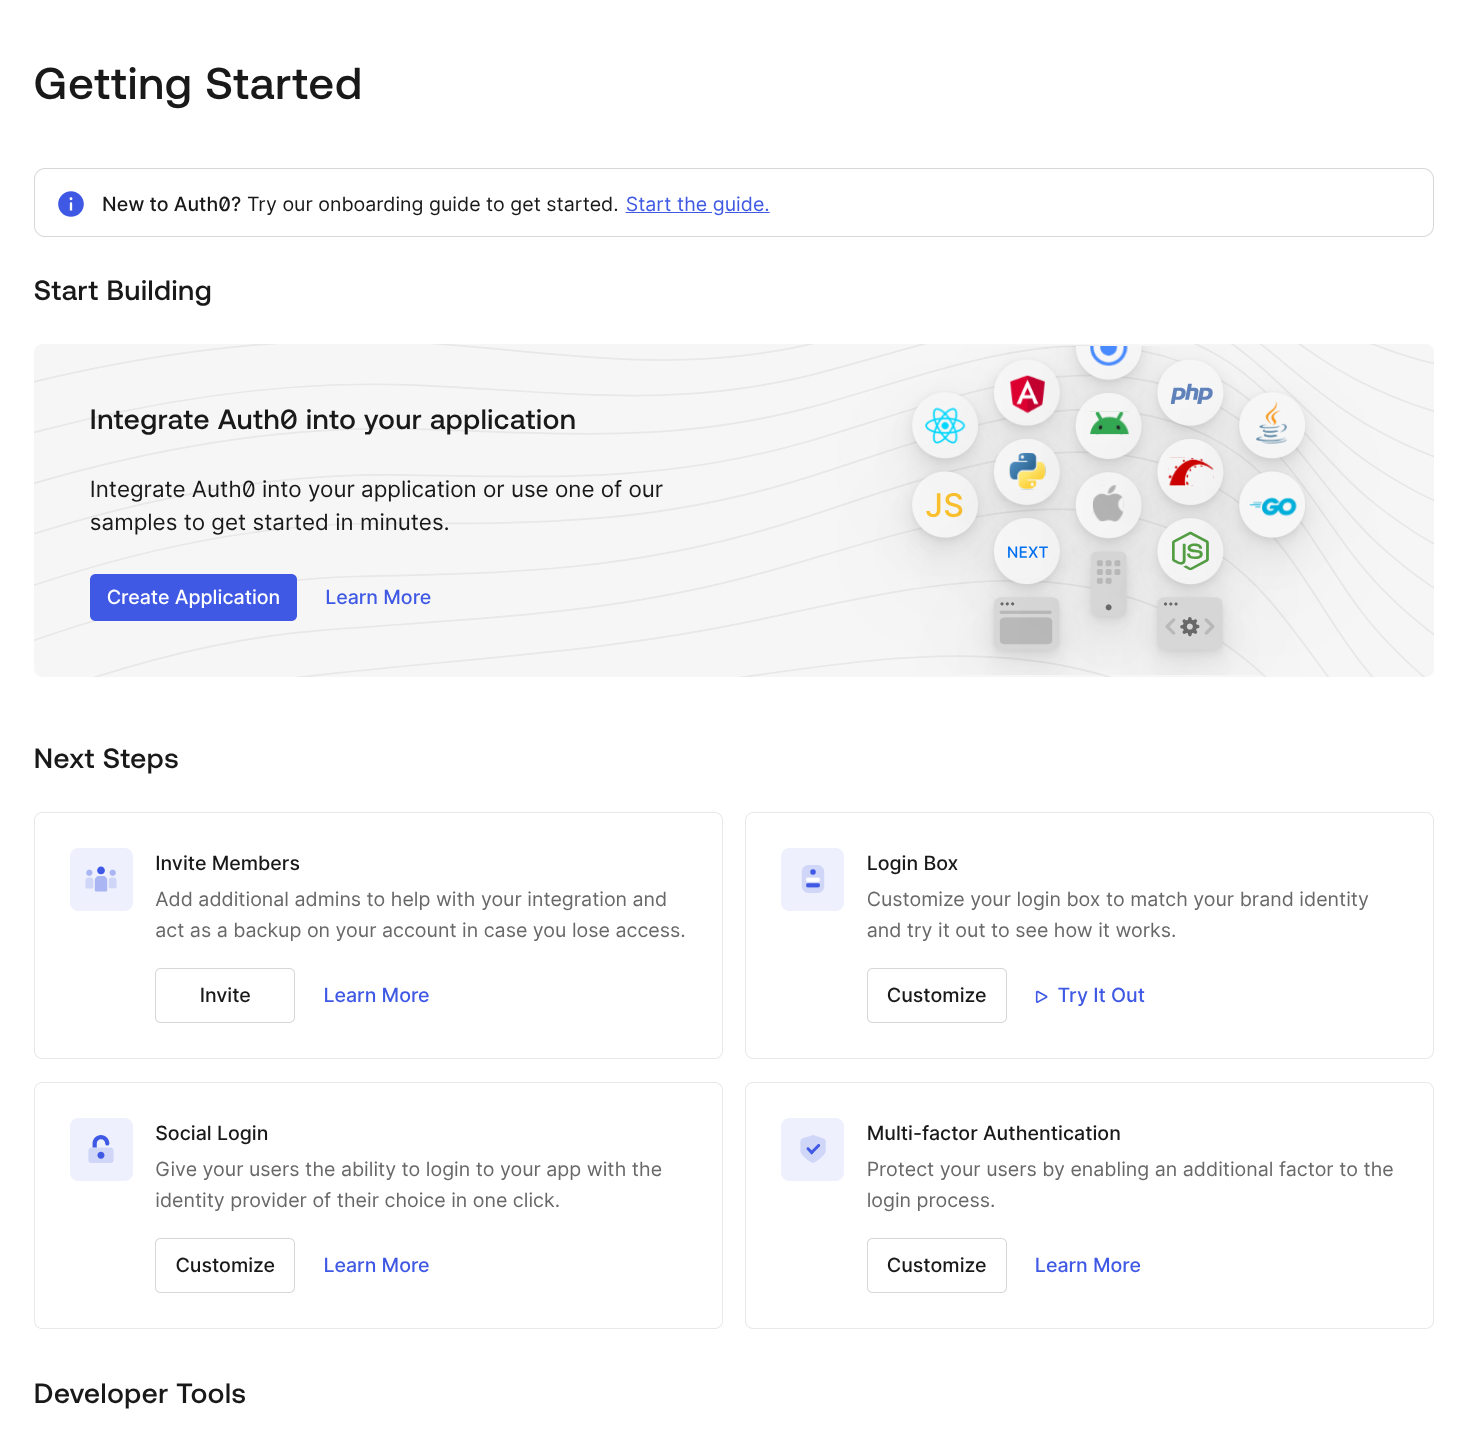 Getting Started
New to Auth0? Try our onboarding guide to get started. Start the guide.
Start Building
Integrate Auth0 into your application
Integrate Auth0 into your application or use one of our
samples to get started in minutes.
Create Application
Learn More
php
JS
GO
NEXT
JS
Next Steps
Invite Members
Add additional admins to help with your integration and
act as a backup on your account in case you lose access.
Invite
Learn More
Login Box
Customize your login box to match your brand identity
and try it out to see how it works.
Customize
Try It Out
Social Login
Give your users the ability to login to your app with the
identity provider of their choice in one click.
Customize
Learn More
Multi-factor Authentication
Protect your users by enabling an additional factor to the
login process.
Customize
Learn More
Developer Tools